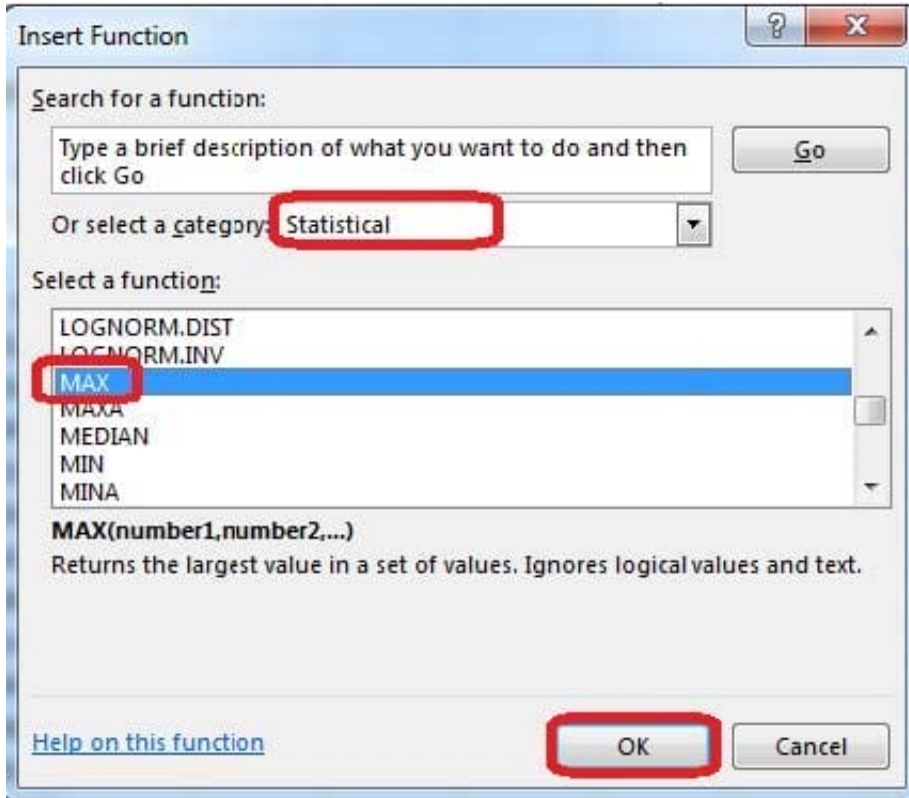 Insert Function
Search for a function:
Type a brief description of what you want to do and then
click Go
Go
Or select a category: Statistical
Select a function:
LOGNORM.DIST
LOGNORM.INV
MAX
MAXA
MEDIAN
MIN
MINA
MAX(number1,number2,...)
Returns the largest value in a set of values. Ignores logical values and text.
Help on this function
OK
Cancel